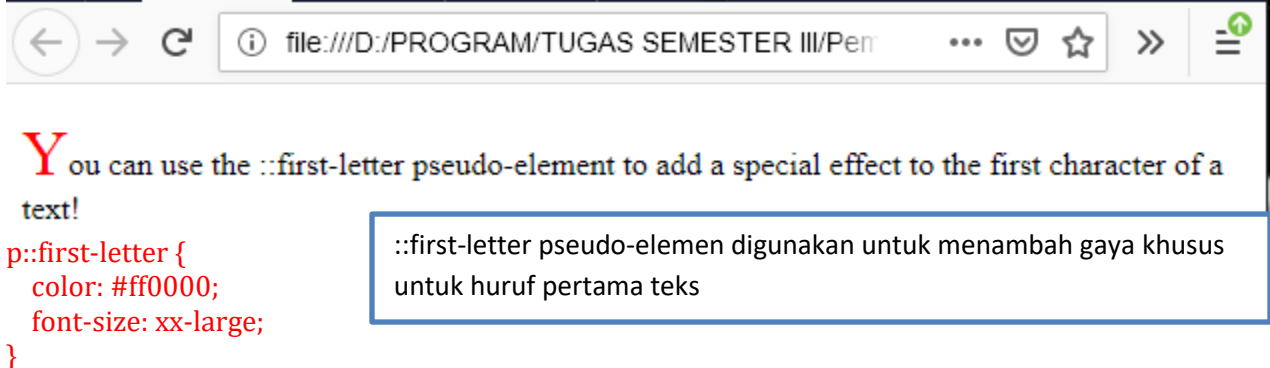 file:///D:/PROGRAM/TUGAS SEMESTER III/Pem
You can use the ::first-letter pseudo-element to add a special effect to the first character of a
text!
p::first-letter {
color: #ff0000;
font-size: xx-large;
}
::first-letter pseudo-elemen digunakan untuk menambah gaya khusus
untuk huruf pertama teks